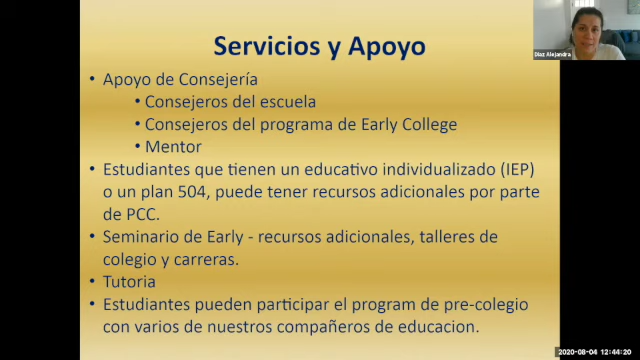 Servicios y Apoyo
• Apoyo de Consejería
• Consejeros del escuela
• Consejeros del programa de Early College
• Mentor
• Estudiantes que tienen un educativo individualizado (IEP)
o un plan 504, puede tener recursos adicionales por parte
de PCC.
• Seminario de Early - recursos adicionales, talleres de
colegio y carreras.
• Tutoria
• Estudiantes pueden participar el program de pre-colegio
con varios de nuestros compañeros de educacion.
Diaz Alejandra
2020-08-04 12:44:20